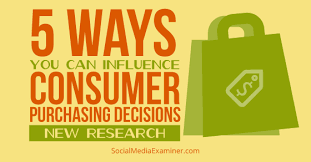 5 WAYS
YOU CAN INFLUENCE
CONSUMER
PURCHASING DECISIONS
NEW RESEARCH
SocialMediaExaminer.com